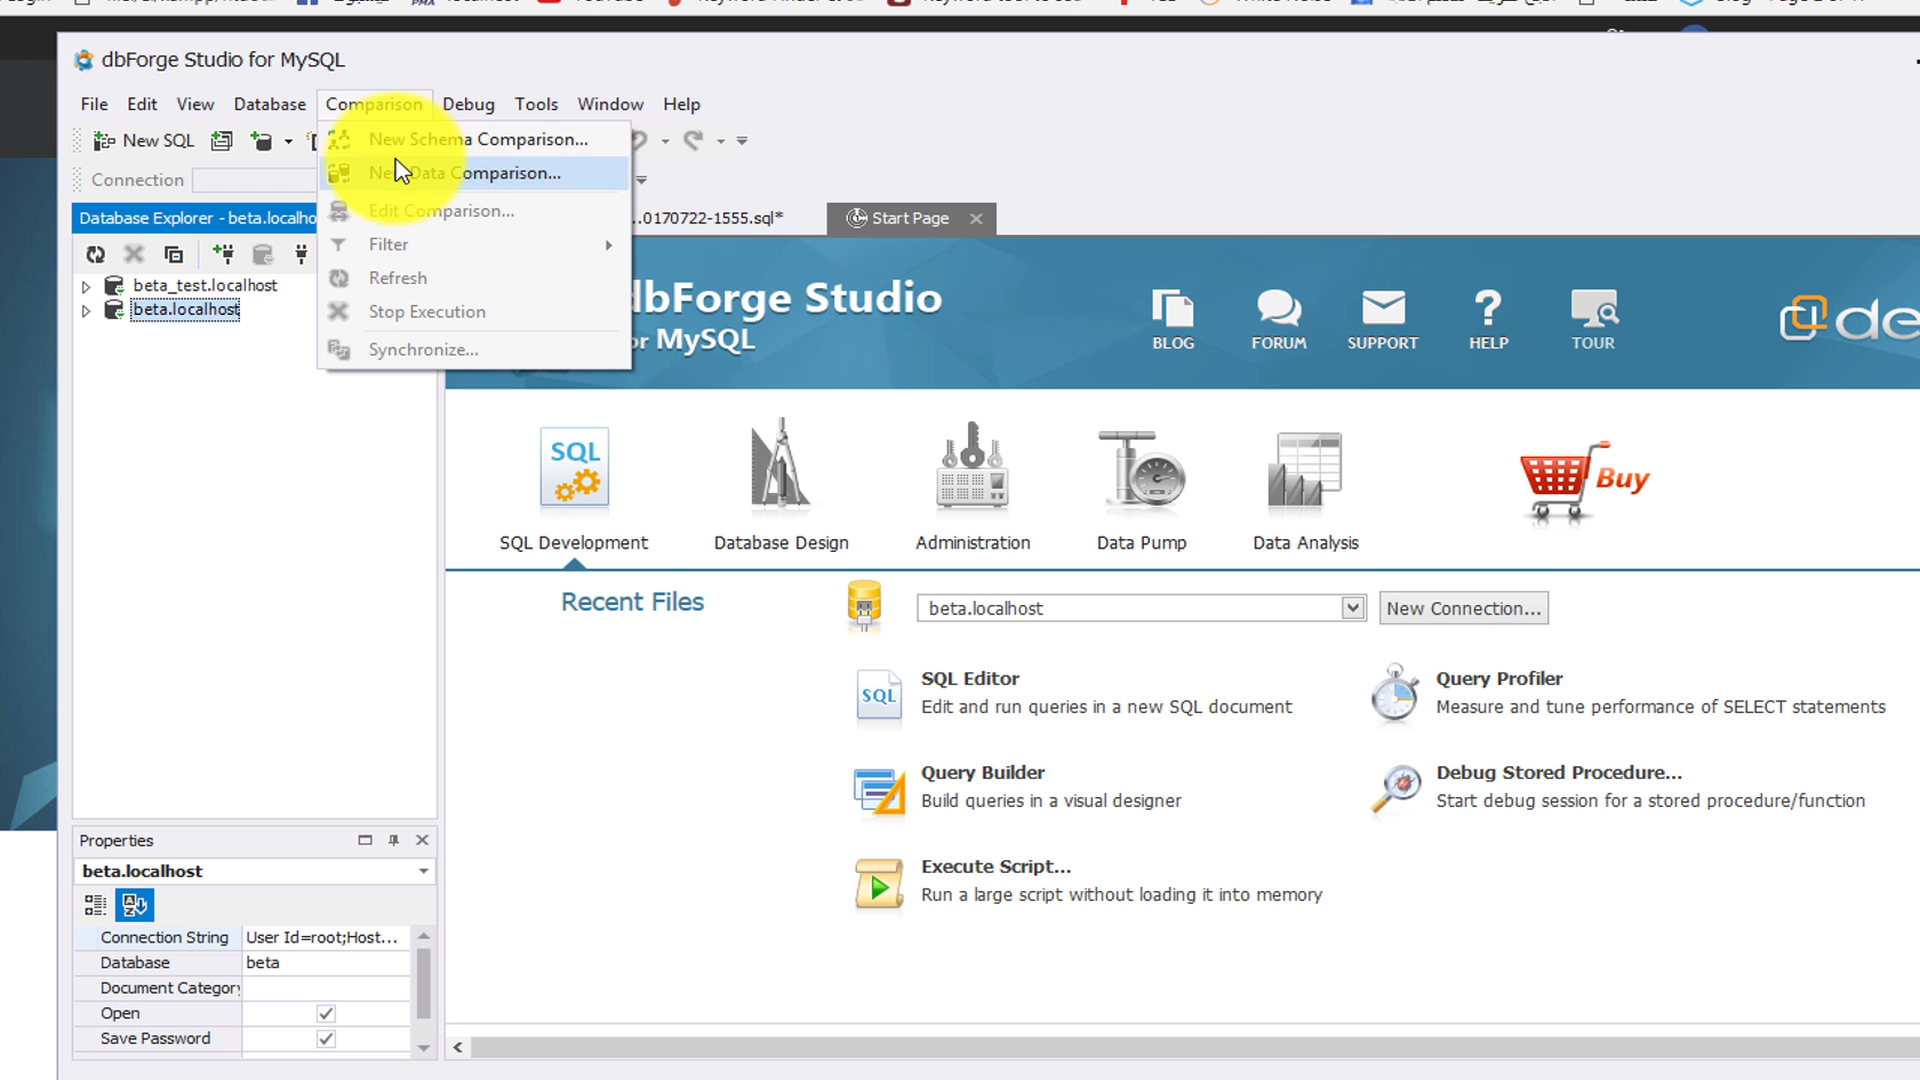 localhost
YouTube
dbForge Studio for MySQL
File Edit View Database Comparison Debug Tools Window Help
New SQL
New Schema Comparison...
Connection
New Data Comparison...
Database Explorer - beta.localho
Edit Comparison...
...0170722-1555.sql*
Start Page
Filter
Refresh
Stop Execution
Synchronize...
beta_test.localhost
beta.localhost
dbForge Studio
for MySQL
BLOG
FORUM
SUPPORT
HELP
TOUR
de
SQL
Buy
SQL Development
Database Design
Administration
Data Pump
Data Analysis
Recent Files
beta.localhost
New Connection...
SQL
SQL Editor
Edit and run queries in a new SQL document
Query Profiler
Measure and tune performance of SELECT statements
Query Builder
Build queries in a visual designer
Debug Stored Procedure...
Start debug session for a stored procedure/function
Execute Script...
Run a large script without loading it into memory
Properties
beta.localhost
Connection String User Id=root;Host...
Database beta
Document Category
Open
Save Password